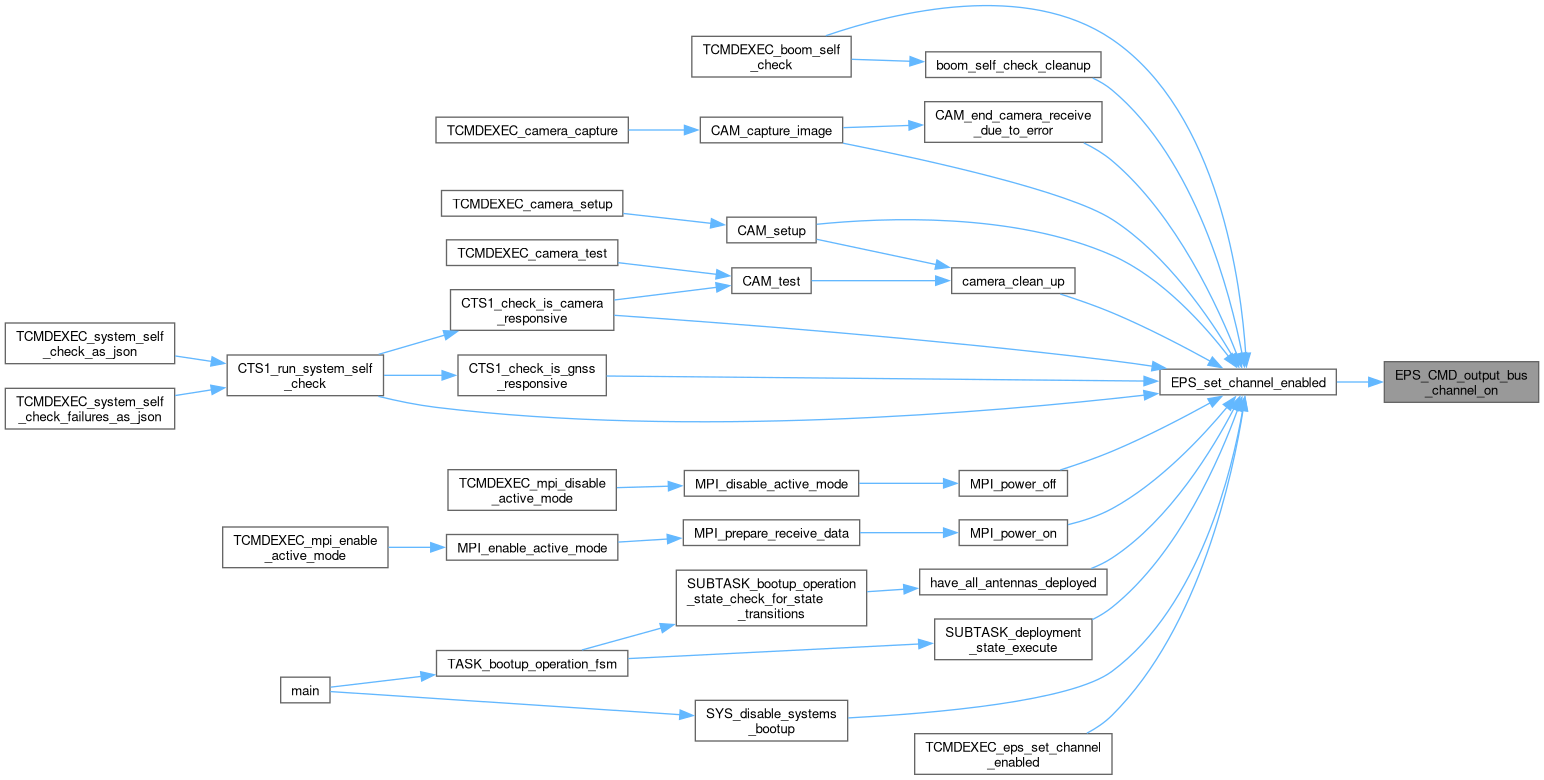 TCMDEXEC_boom_self
_check
boom_self_check_cleanup
CAM_end_camera_receive
_due_to_error
TCMDEXEC_camera_capture
CAM_capture_image
TCMDEXEC_camera_setup
CAM_setup
TCMDEXEC_camera_test
CAM_test
camera_clean_up
CTS1_check_is_camera
_responsive
TCMDEXEC_system_self
_check_as_json
CTS1_run_system_self
_check
CTS1_check_is_gnss
_responsive
EPS_set_channel_enabled
EPS_CMD_output_bus
_channel_on
TCMDEXEC_system_self
_check_failures_as_json
TCMDEXEC_mpi_disable
_active_mode
MPI_disable_active_mode
MPI_power_off
TCMDEXEC_mpi_enable
_active_mode
MPI_enable_active_mode
MPI_prepare_receive_data
MPI_power_on
SUBTASK_bootup_operation
_state_check_for_state
_transitions
have_all_antennas_deployed
SUBTASK_deployment
_state_execute
TASK_bootup_operation_fsm
main
SYS_disable_systems
_bootup
TCMDEXEC_eps_set_channel
_enabled